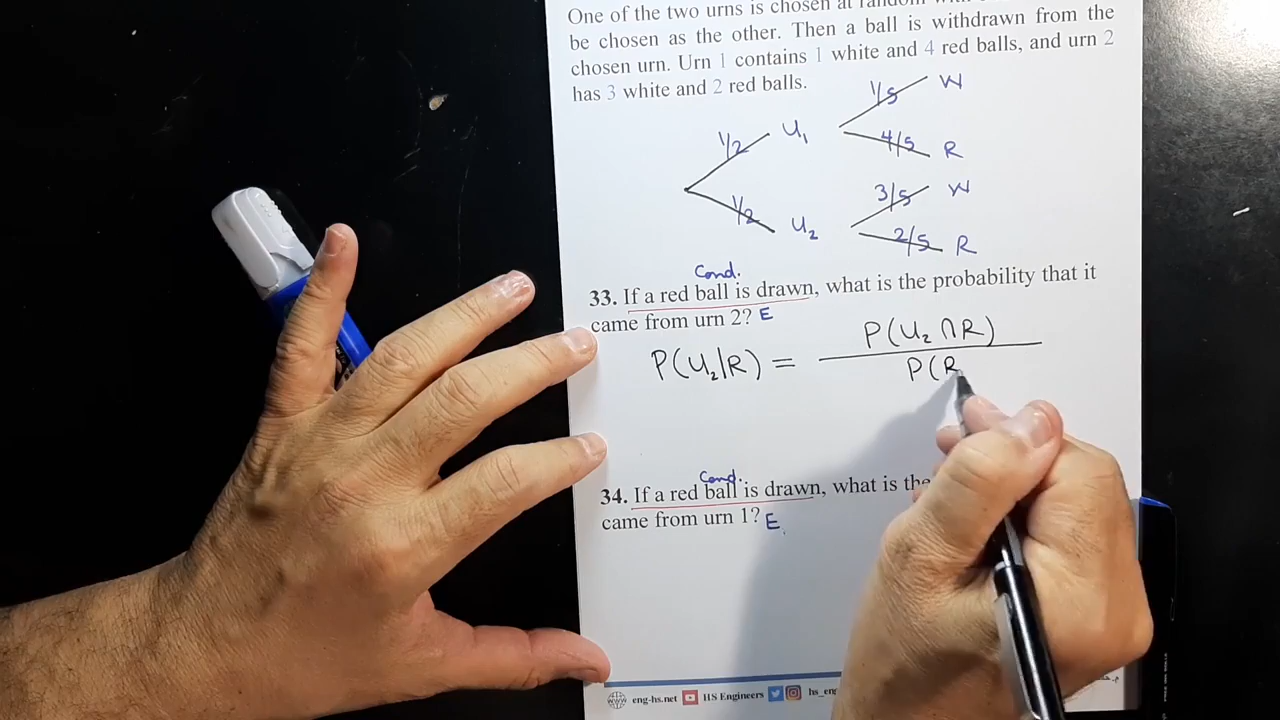 One of the two urns is chosen at random with
be chosen as the other. Then a ball is withdrawn from the
chosen urn. Urn 1 contains 1 white and 4 red balls, and urn 2
has 3 white and 2 red balls.
1/5 W
1/2 U₁
4/5 R
3/5 W
1/2 U₂
2/5 R
Cond.
33. If a red ball is drawn, what is the probability that it
came from urn 2? E
P(U₂|R) = P(U₂ ∩ R)
P(R
Cond.
34. If a red ball is drawn, what is the
came from urn 1? E
eng-hs.net HS Engineers hs_eng